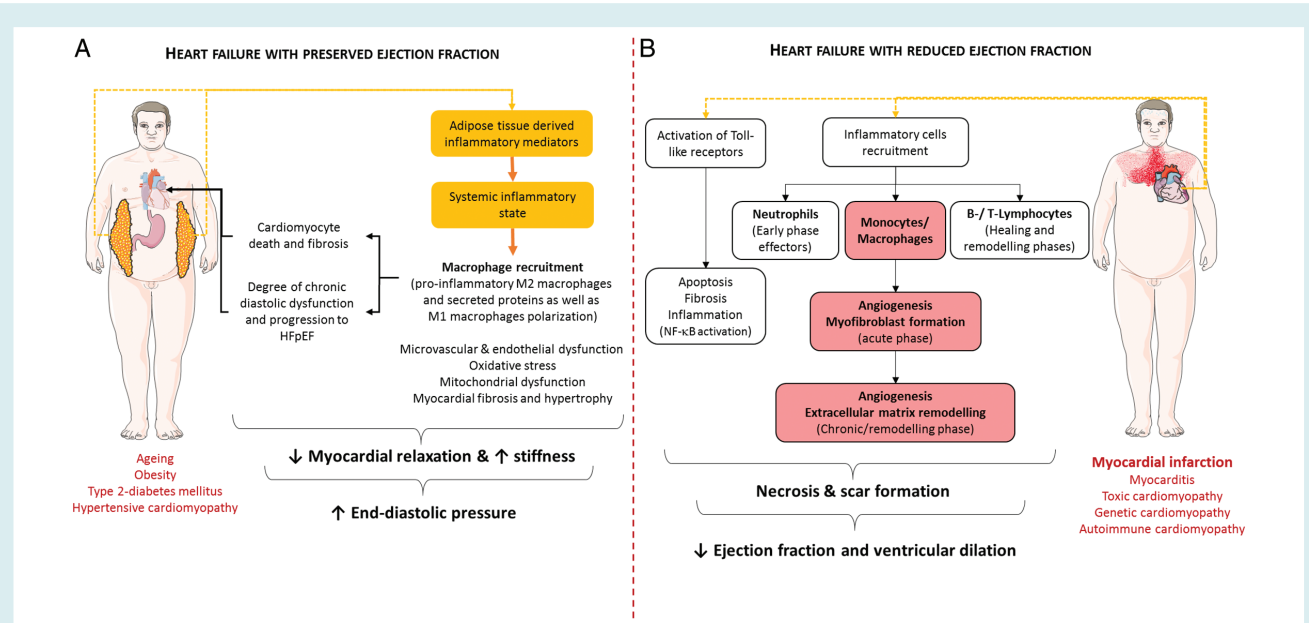 A
HEART FAILURE WITH PRESERVED EJECTION FRACTION
Adipose tissue derived
inflammatory mediators
Systemic inflammatory
state
Macrophage recruitment
(pro-inflammatory M2 macrophages
and secreted proteins as well as
M1 macrophages polarization)
Cardiomyocyte
death and fibrosis
Degree of chronic
diastolic dysfunction
and progression to
HFpEF
Microvascular & endothelial dysfunction
Oxidative stress
Mitochondrial dysfunction
Myocardial fibrosis and hypertrophy
↓ Myocardial relaxation & ↑ stiffness
↑ End-diastolic pressure
Ageing
Obesity
Type 2-diabetes mellitus
Hypertensive cardiomyopathy
B
HEART FAILURE WITH REDUCED EJECTION FRACTION
Activation of Toll-
like receptors
Inflammatory cells
recruitment
Neutrophils
(Early phase
effectors)
Monocytes/
Macrophages
B-/ T-Lymphocytes
(Healing and
remodelling phases)
Apoptosis
Fibrosis
Inflammation
(NF-κB activation)
Angiogenesis
Myofibroblast formation
(acute phase)
Angiogenesis
Extracellular matrix remodelling
(Chronic/remodelling phase)
Necrosis & scar formation
↓ Ejection fraction and ventricular dilation
Myocardial infarction
Myocarditis
Toxic cardiomyopathy
Genetic cardiomyopathy
Autoimmune cardiomyopathy